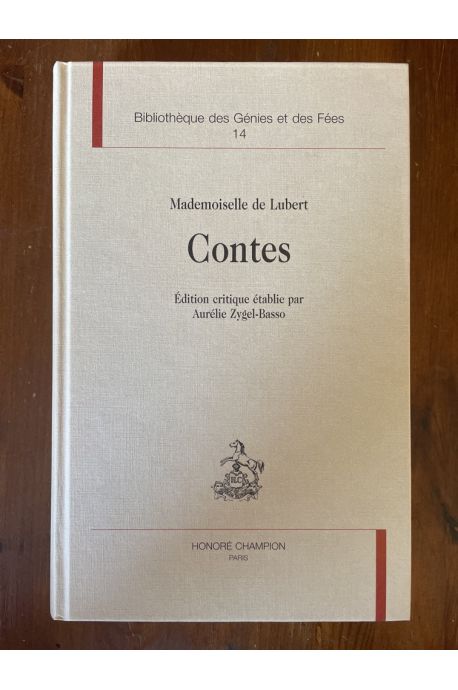 Bibliothèque des Génies et des Fées
14
Mademoiselle de Lubert
Contes
Édition critique établie par
Aurélie Zygel-Basso
HONORÉ CHAMPION
PARIS